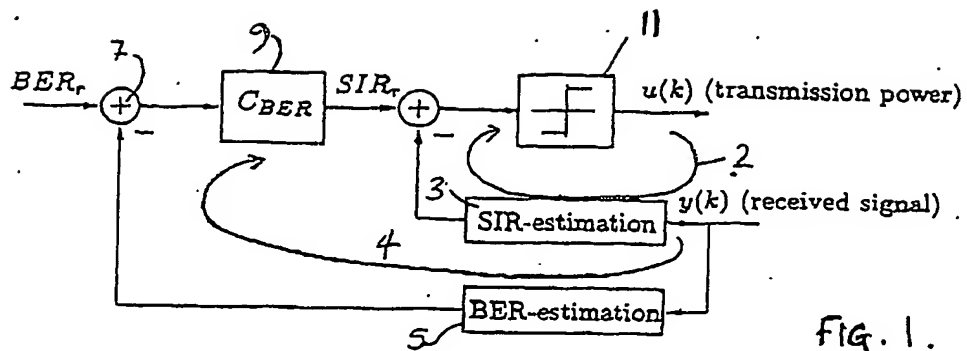 7
9
11
BER_r
+
−
C_BER
SIR_r
+
−
u(k) (transmission power)
2
3
SIR-estimation
y(k) (received signal)
4
BER-estimation
5
FIG. 1.